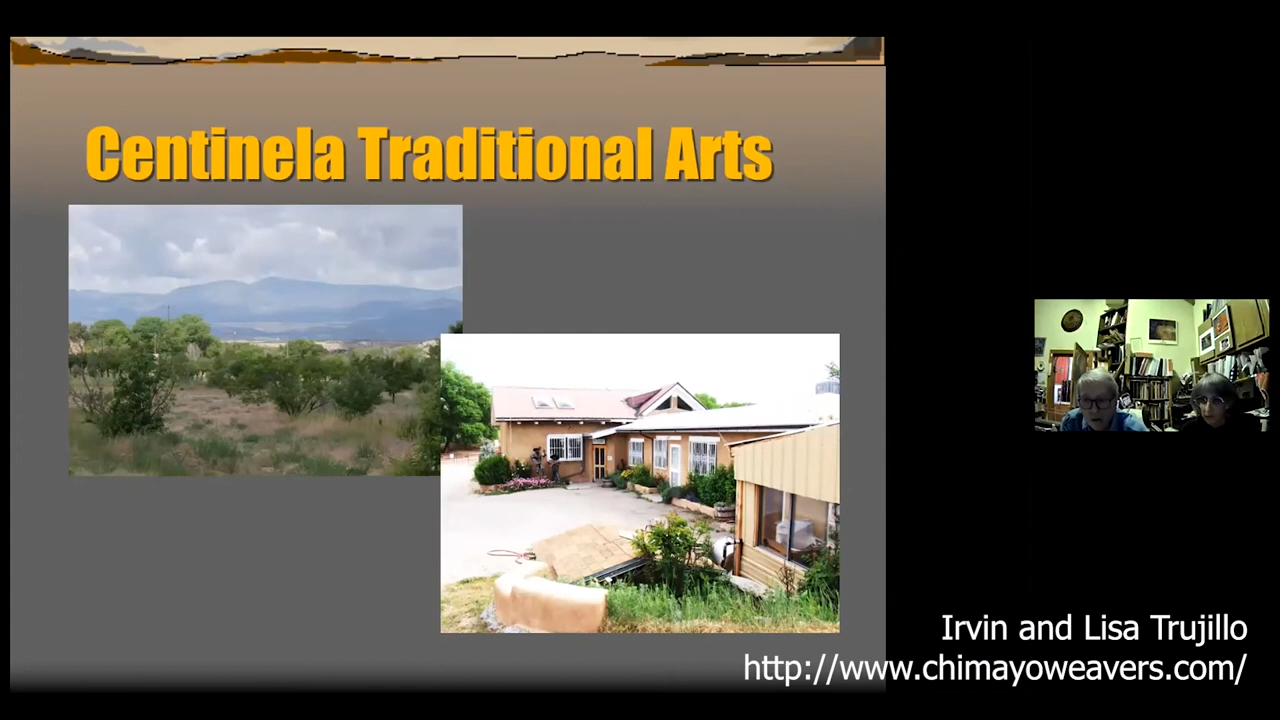 Centinela Traditional Arts
Irvin and Lisa Trujillo
http://www.chimayoweavers.com/